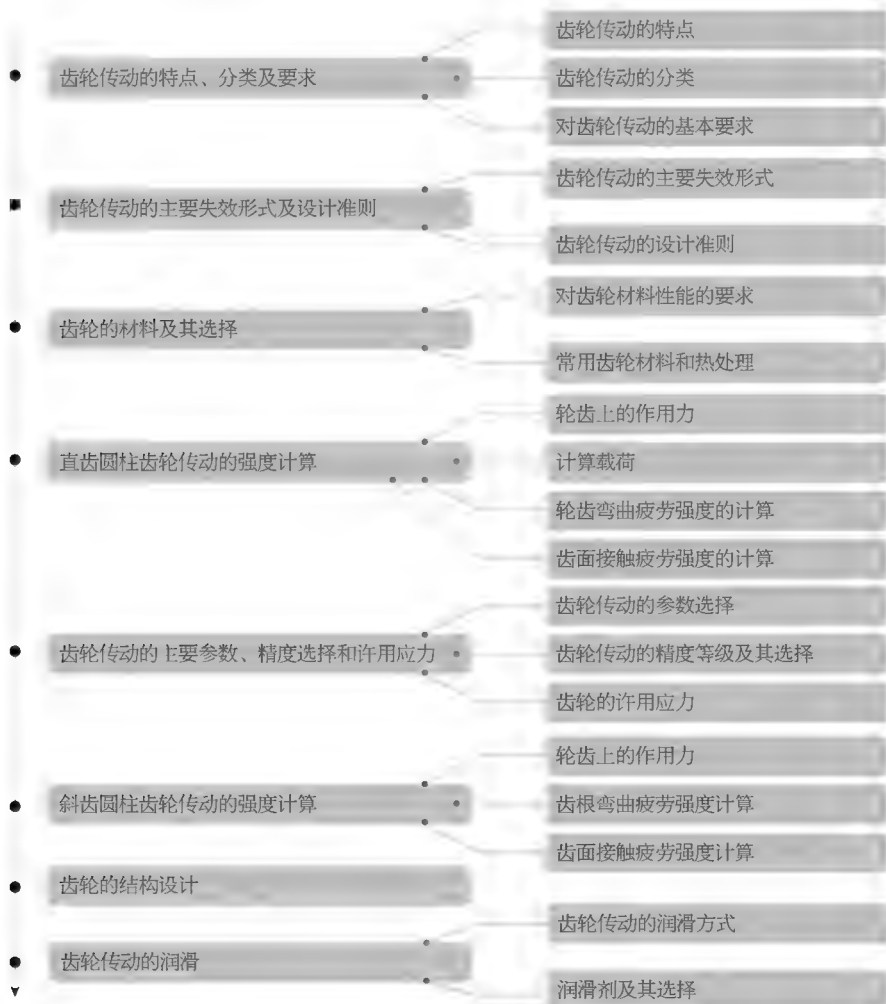 齿轮传动的特点、分类及要求
齿轮传动的特点
齿轮传动的分类
对齿轮传动的基本要求
齿轮传动的主要失效形式及设计准则
齿轮传动的主要失效形式
齿轮传动的设计准则
齿轮的材料及其选择
对齿轮材料性能的要求
常用齿轮材料和热处理
直齿圆柱齿轮传动的强度计算
轮齿上的作用力
计算载荷
轮齿弯曲疲劳强度的计算
齿面接触疲劳强度的计算
齿轮传动的主要参数、精度选择和许用应力
齿轮传动的参数选择
齿轮传动的精度等级及其选择
齿轮的许用应力
斜齿圆柱齿轮传动的强度计算
轮齿上的作用力
齿根弯曲疲劳强度计算
齿面接触疲劳强度计算
齿轮的结构设计
齿轮传动的润滑
齿轮传动的润滑方式
润滑剂及其选择